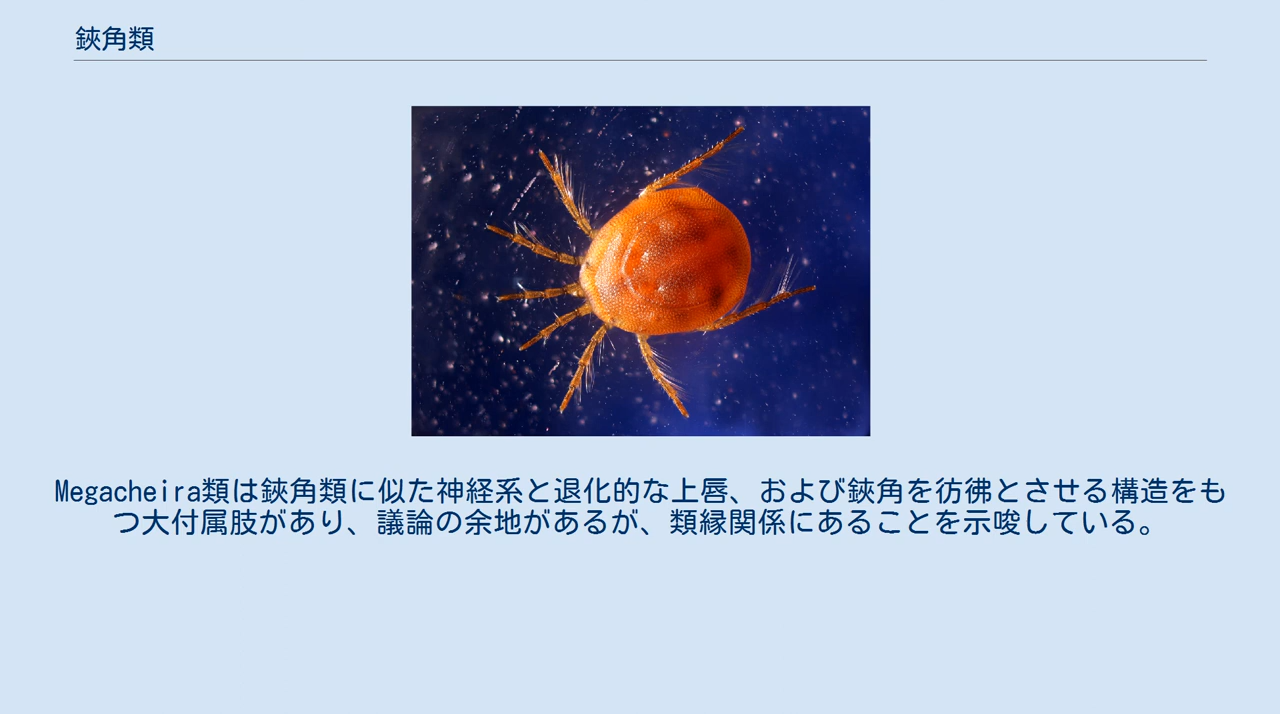 鋏角類
Megacheira類は鋏角類に似た神経系と退化的な上唇、および鋏角を彷彿とさせる構造をも
つ大付属肢があり、議論の余地があるが、類縁関係にあることを示唆している。